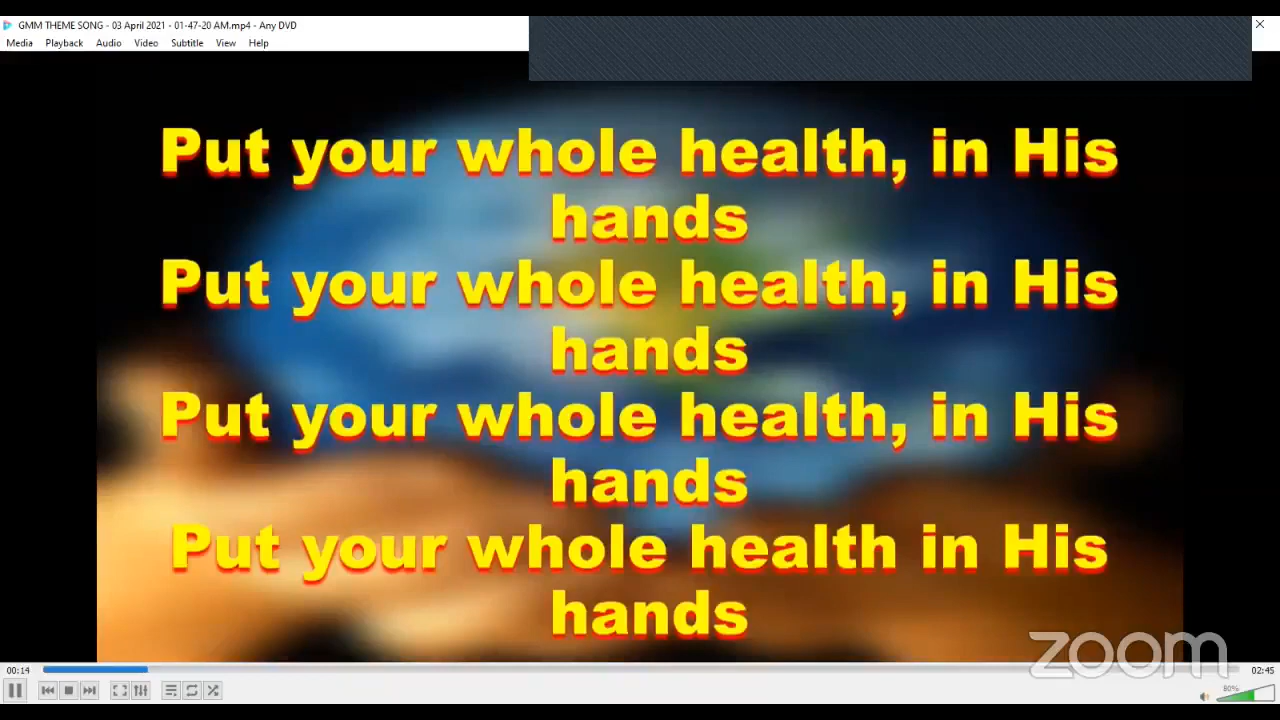 GMM THEME SONG - 03 April 2021 - 01-47-20 AM.mp4 - Any DVD
Media Playback Audio Video Subtitle View Help
Put your whole health, in His
hands
Put your whole health, in His
hands
Put your whole health, in His
hands
Put your whole health in His
hands
zoom
00:14 02:45
80%